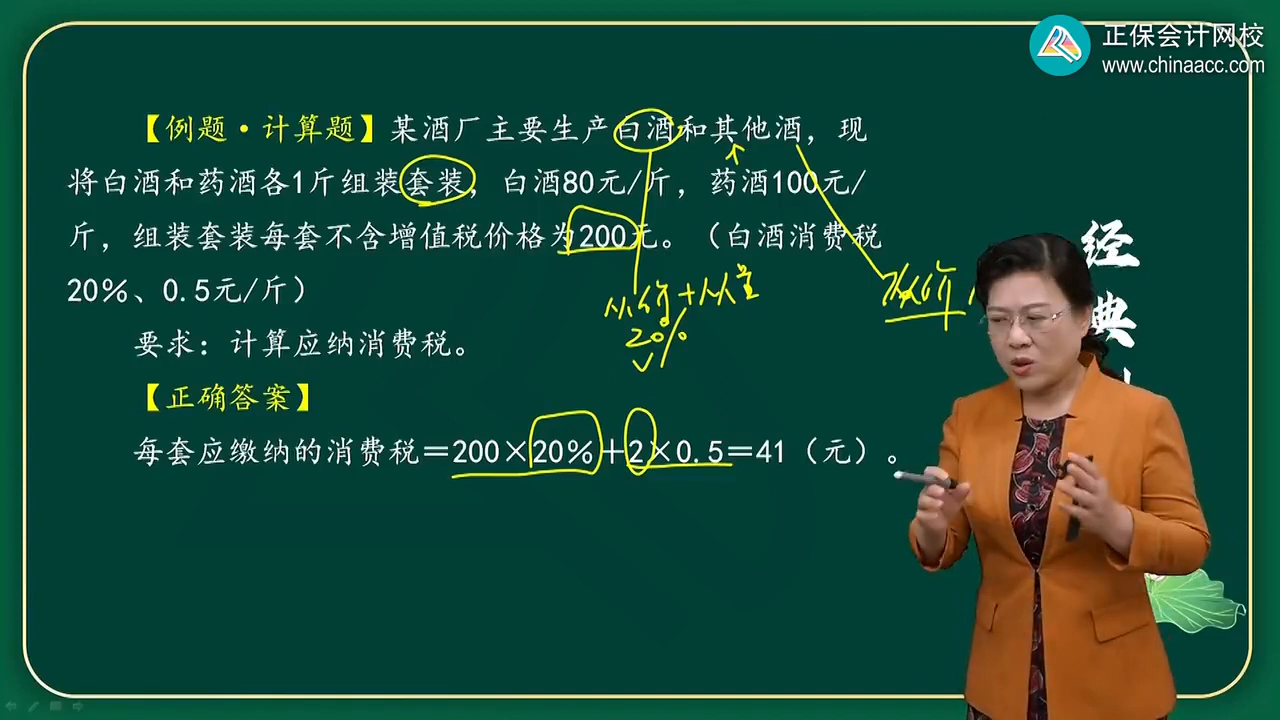 正保会计网校
www.chinaacc.com
【例题·计算题】某酒厂主要生产白酒和其他酒，现
将白酒和药酒各1斤组装套装，白酒80元/斤，药酒100元/
斤，组装套装每套不含增值税价格为200元。（白酒消费税
20%、0.5元/斤）
要求：计算应纳消费税。
【正确答案】
每套应缴纳的消费税＝200×20%＋2×0.5＝41（元）。
从价+从量
20%
从价
经
典